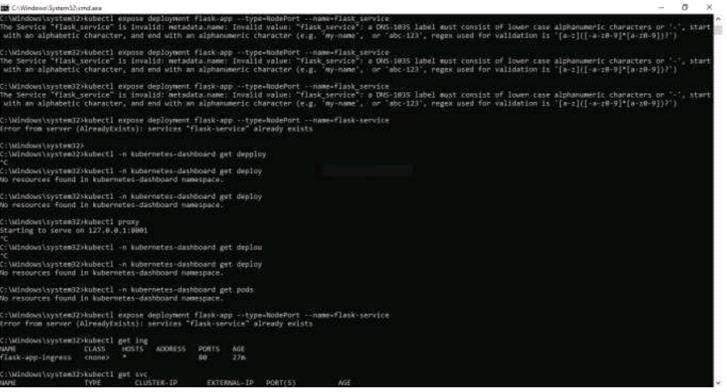 C:\Windows\System32\cmd.exe
C:\Windows\system32>kubectl expose deployment flask-app --type=NodePort --name=flask_service
The Service "flask_service" is invalid: metadata.name: Invalid value: "flask_service": a DNS-1035 label must consist of lower case alphanumeric characters or '-', start
with an alphabetic character, and end with an alphanumeric character (e.g. 'my-name', or 'abc-123', regex used for validation is '[a-z]([-a-z0-9]*[a-z0-9])?')
C:\Windows\system32>kubectl expose deployment flask-app --type=NodePort --name=flask_service
The Service "flask_service" is invalid: metadata.name: Invalid value: "flask_service": a DNS-1035 label must consist of lower case alphanumeric characters or '-', start
with an alphabetic character, and end with an alphanumeric character (e.g. 'my-name', or 'abc-123', regex used for validation is '[a-z]([-a-z0-9]*[a-z0-9])?')
C:\Windows\system32>kubectl expose deployment flask-app --type=NodePort --name=flask_service
The Service "flask_service" is invalid: metadata.name: Invalid value: "flask_service": a DNS-1035 label must consist of lower case alphanumeric characters or '-', start
with an alphabetic character, and end with an alphanumeric character (e.g. 'my-name', or 'abc-123', regex used for validation is '[a-z]([-a-z0-9]*[a-z0-9])?')
C:\Windows\system32>kubectl expose deployment flask-app --type=NodePort --name=flask-service
Error from server (AlreadyExists): services "flask-service" already exists
C:\Windows\system32>
C:\Windows\system32>kubectl -n kubernetes-dashboard get depploy
^C
C:\Windows\system32>kubectl -n kubernetes-dashboard get deploy
No resources found in kubernetes-dashboard namespace.
C:\Windows\system32>kubectl -n kubernetes-dashboard get deploy
No resources found in kubernetes-dashboard namespace.
C:\Windows\system32>kubectl proxy
Starting to serve on 127.0.0.1:8001
^C
C:\Windows\system32>kubectl -n kubernetes-dashboard get deplou
^C
C:\Windows\system32>kubectl -n kubernetes-dashboard get deploy
No resources found in kubernetes-dashboard namespace.
C:\Windows\system32>kubectl -n kubernetes-dashboard get pods
No resources found in kubernetes-dashboard namespace.
C:\Windows\system32>kubectl expose deployment flask-app --type=NodePort --name=flask-service
Error from server (AlreadyExists): services "flask-service" already exists
C:\Windows\system32>kubectl get ing
NAME CLASS HOSTS ADDRESS PORTS AGE
flask-app-ingress <none> * 80 27m
C:\Windows\system32>kubectl get svc
NAME TYPE CLUSTER-IP EXTERNAL-IP PORT(S) AGE